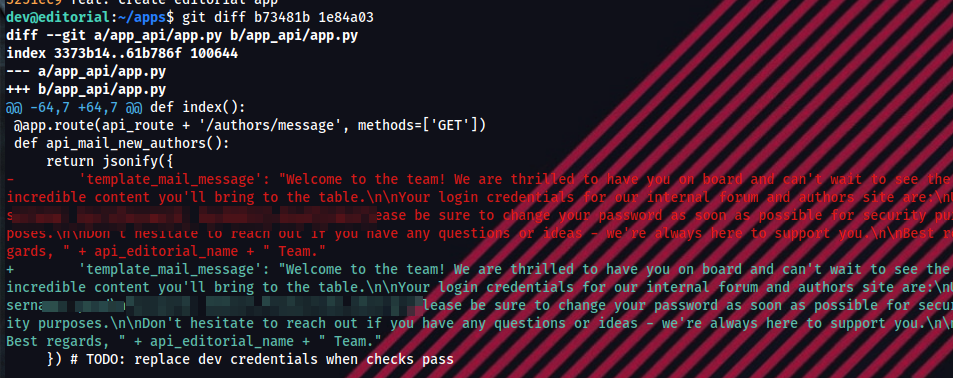 5251ec9 feat: create editorial app
dev@editorial:~/apps$ git diff b73481b 1e84a03
diff --git a/app_api/app.py b/app_api/app.py
index 3373b14..61b786f 100644
--- a/app_api/app.py
+++ b/app_api/app.py
@@ -64,7 +64,7 @@ def index():
 @app.route(api_route + '/authors/message', methods=['GET'])
 def api_mail_new_authors():
     return jsonify({
-        'template_mail_message': "Welcome to the team! We are thrilled to have you on board and can't wait to see the
incredible content you'll bring to the table.\n\nYour login credentials for our internal forum and authors site are:\n
ease be sure to change your password as soon as possible for security pu
poses.\n\nDon't hesitate to reach out if you have any questions or ideas - we're always here to support you.\n\nBest r
gards, " + api_editorial_name + " Team."
+        'template_mail_message': "Welcome to the team! We are thrilled to have you on board and can't wait to see the
incredible content you'll bring to the table.\n\nYour login credentials for our internal forum and authors site are:\nU
serna lease be sure to change your password as soon as possible for secu
ity purposes.\n\nDon't hesitate to reach out if you have any questions or ideas - we're always here to support you.\n\
Best regards, " + api_editorial_name + " Team."
     }) # TODO: replace dev credentials when checks pass